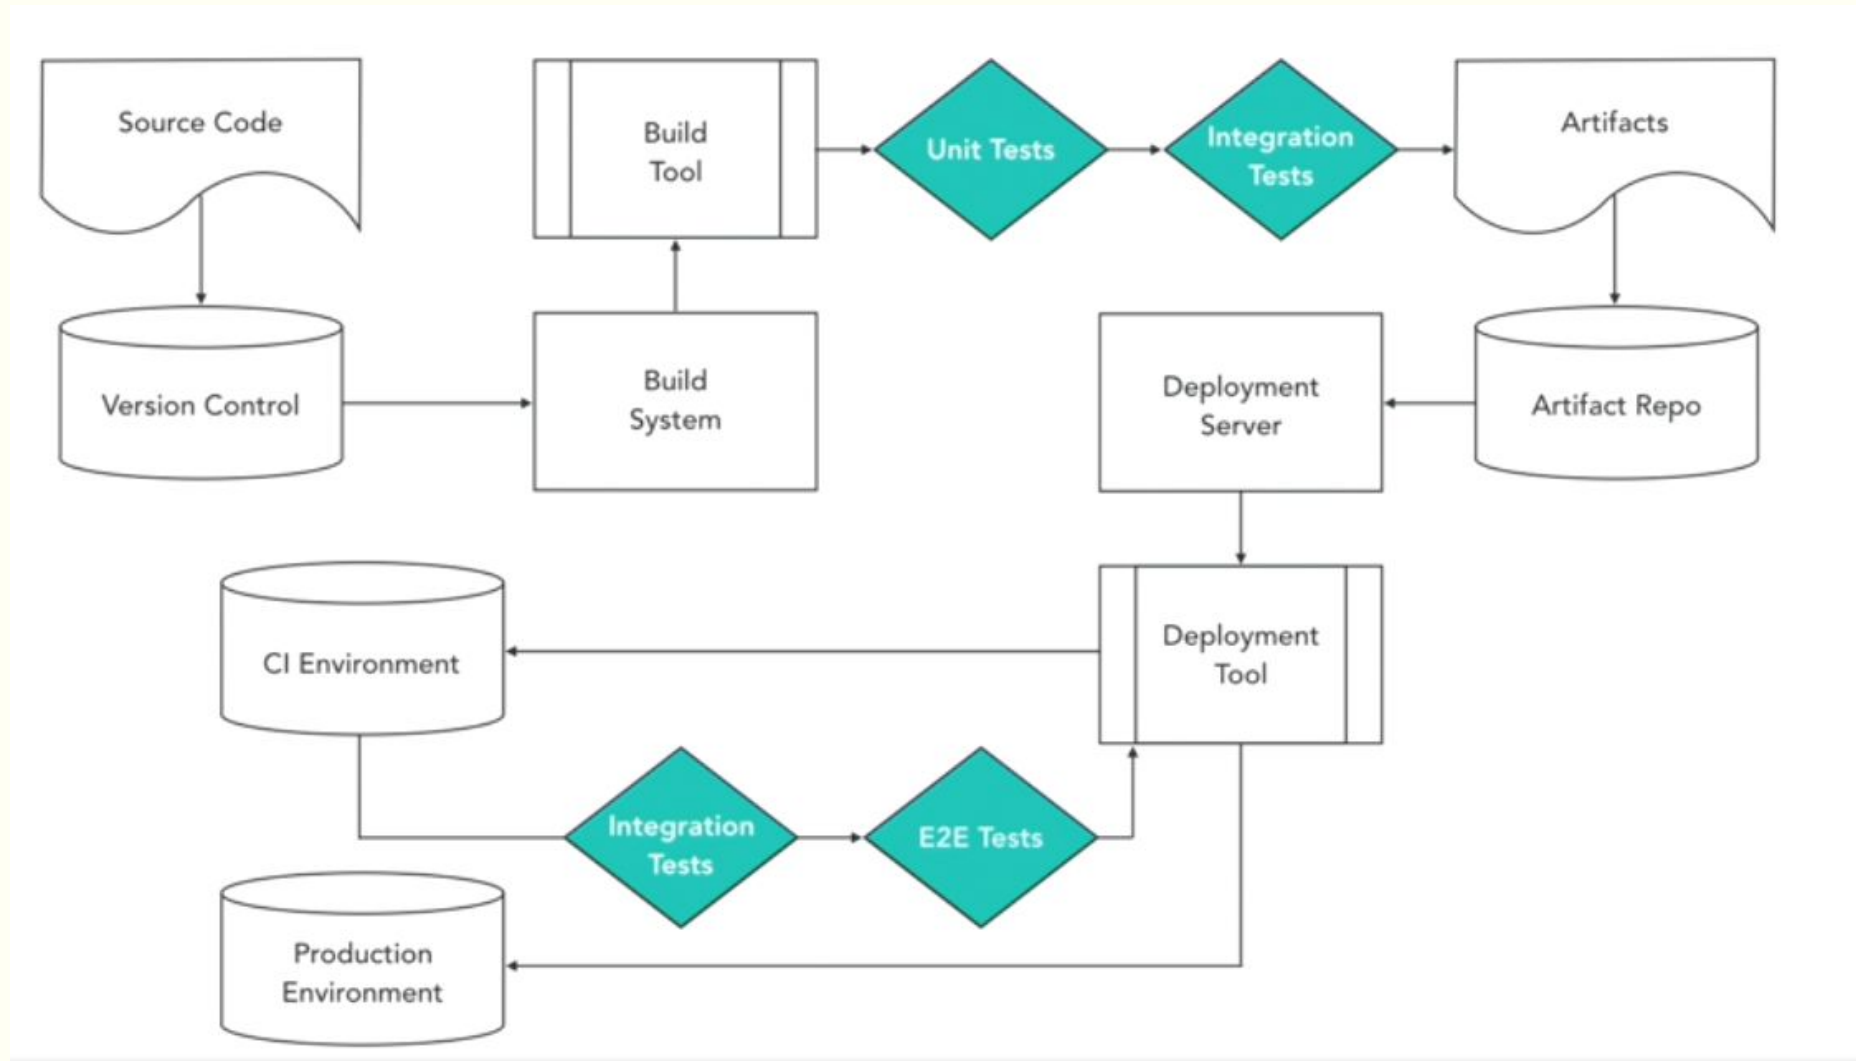 Source Code
Build
Tool
Unit Tests
Integration
Tests
Artifacts
Version Control
Build
System
Deployment
Server
Artifact Repo
CI Environment
Deployment
Tool
Integration
Tests
E2E Tests
Production
Environment